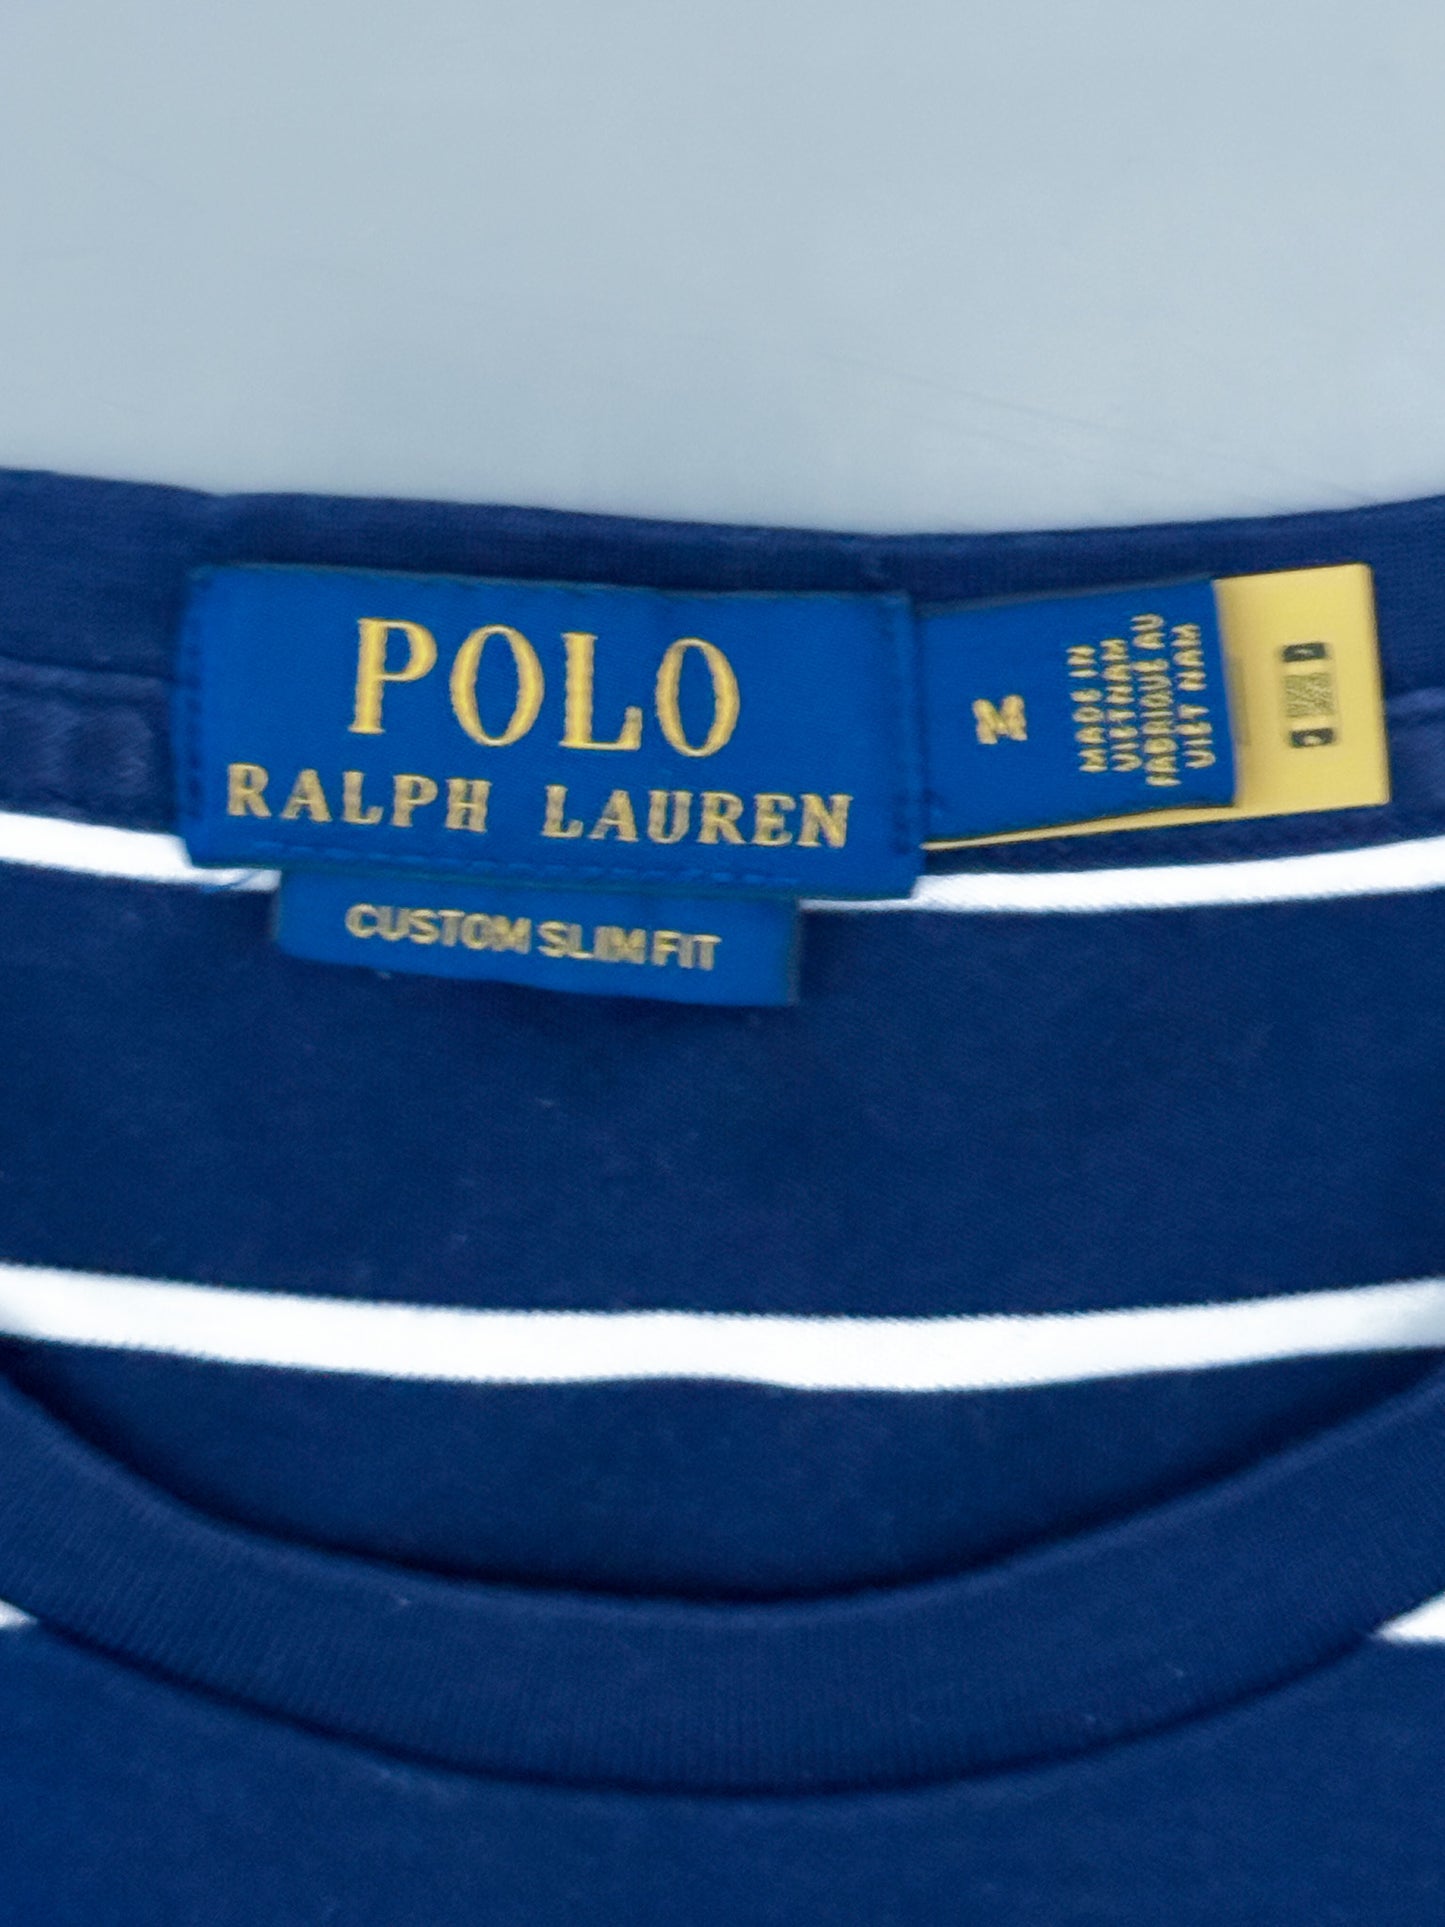 POLO
RALPH LAUREN
CUSTOM SLIM FIT
M
MADE IN
VIETNAM
FABRIQUÉ AU
VIET NAM